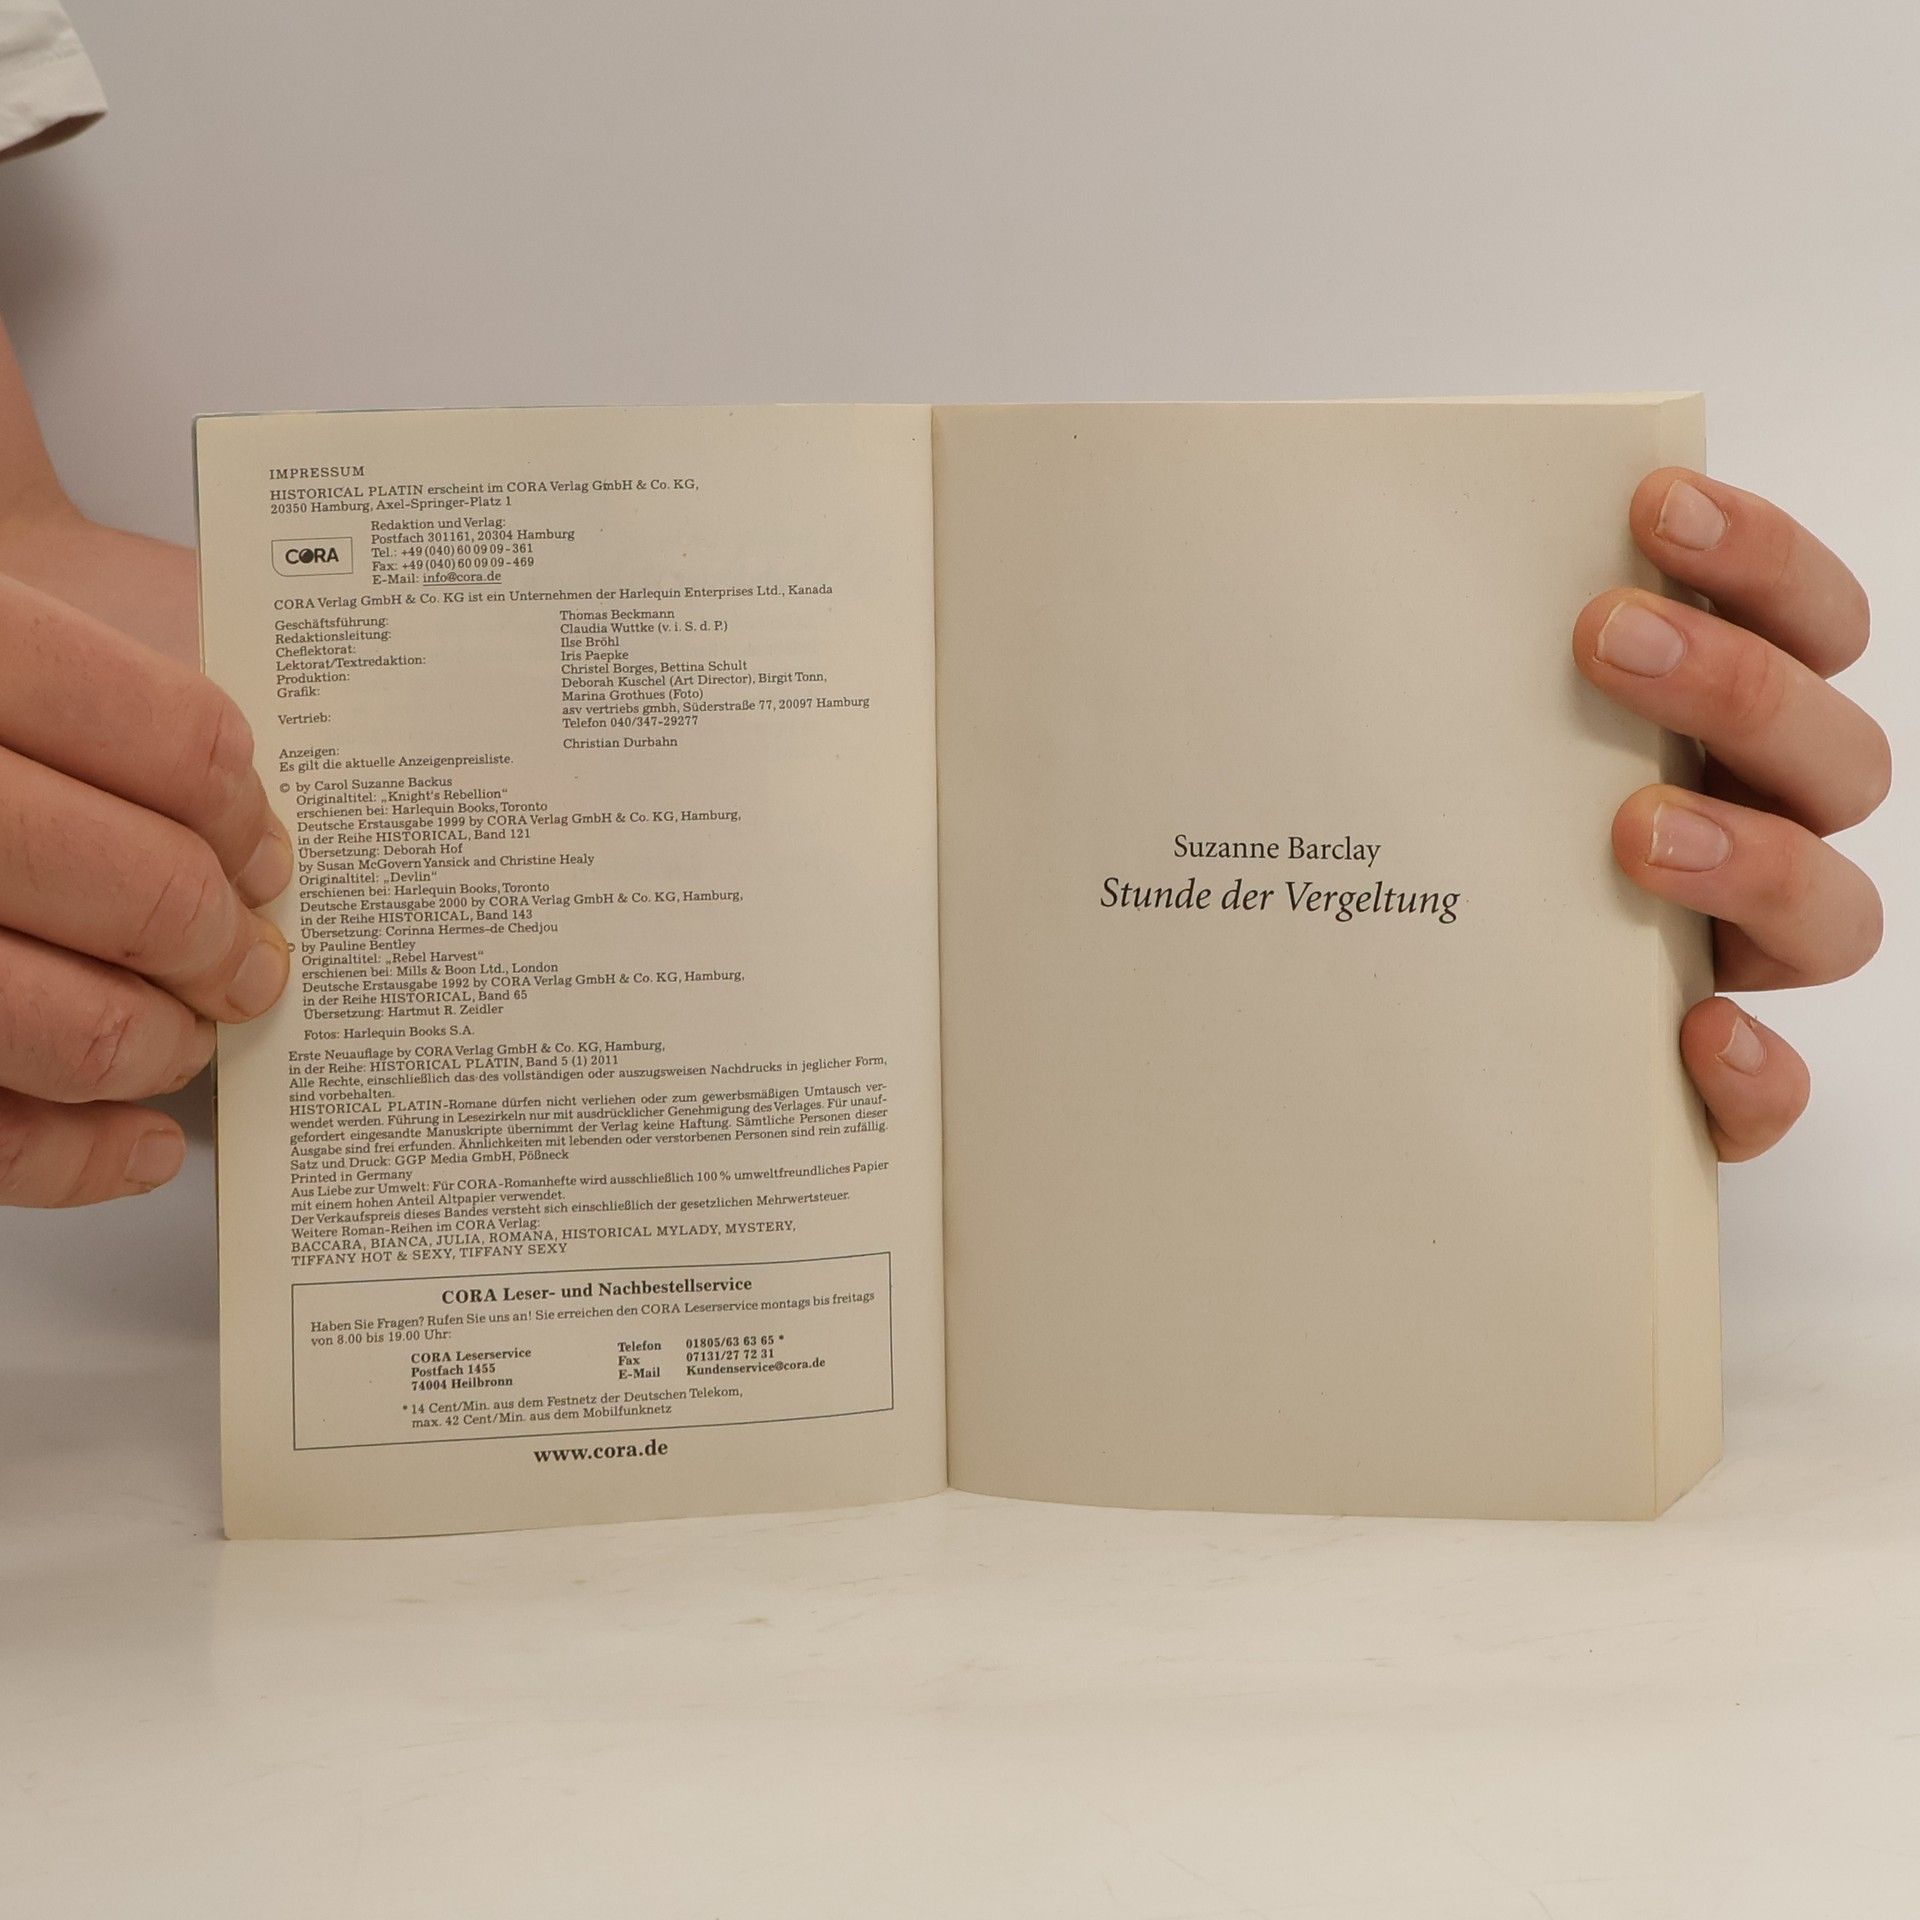 IMPRESSUM
HISTORICAL PLATIN erscheint im CORA Verlag GmbH & Co. KG,
20350 Hamburg, Axel-Springer-Platz 1
CORA
Redaktion und Verlag:
Postfach 301161, 20304 Hamburg
Tel.: +49 (040) 60 09 09-361
Fax: +49 (040) 60 09 09-469
E-Mail: info@cora.de
CORA Verlag GmbH & Co. KG ist ein Unternehmen der Harlequin Enterprises Ltd., Kanada
Geschäftsführung: Thomas Beckmann
Redaktionsleitung: Claudia Wuttke (v. i. S. d. P.)
Cheflektorat: Ilse Bröhl
Lektorat/Textredaktion: Iris Paepke
Produktion: Christel Borges, Bettina Schult
Grafik: Deborah Kuschel (Art Director), Birgit Tonn,
Marina Grothues (Foto)
Vertrieb: asv vertriebs gmbh, Süderstraße 77, 20097 Hamburg
Telefon 040/347-29277
Anzeigen: Christian Durbahn
Es gilt die aktuelle Anzeigenpreisliste.
© by Carol Suzanne Backus
Originaltitel: „Knight's Rebellion“
erschienen bei: Harlequin Books, Toronto
Deutsche Erstausgabe 1999 by CORA Verlag GmbH & Co. KG, Hamburg,
in der Reihe HISTORICAL, Band 121
Übersetzung: Deborah Hof
by Susan McGovern Yansick and Christine Healy
Originaltitel: „Devlin“
erschienen bei: Harlequin Books, Toronto
Deutsche Erstausgabe 2000 by CORA Verlag GmbH & Co. KG, Hamburg,
in der Reihe HISTORICAL, Band 143
Übersetzung: Corinna Hermes-de Chedjou
© by Pauline Bentley
Originaltitel: „Rebel Harvest“
erschienen bei: Mills & Boon Ltd., London
Deutsche Erstausgabe 1992 by CORA Verlag GmbH & Co. KG, Hamburg,
in der Reihe HISTORICAL, Band 65
Übersetzung: Hartmut R. Zeidler
Fotos: Harlequin Books S.A.
Erste Neuauflage by CORA Verlag GmbH & Co. KG, Hamburg,
in der Reihe: HISTORICAL PLATIN, Band 5 (1) 2011
Alle Rechte, einschließlich das des vollständigen oder auszugsweisen Nachdrucks in jeglicher Form,
sind vorbehalten.
HISTORICAL PLATIN-Romane dürfen nicht verliehen oder zum gewerbsmäßigen Umtausch ver-
wendet werden. Führung in Lesezirkeln nur mit ausdrücklicher Genehmigung des Verlages. Für unauf-
gefordert eingesandte Manuskripte übernimmt der Verlag keine Haftung. Sämtliche Personen dieser
Ausgabe sind frei erfunden. Ähnlichkeiten mit lebenden oder verstorbenen Personen sind rein zufällig.
Satz und Druck: GGP Media GmbH, Pößneck
Printed in Germany
Aus Liebe zur Umwelt: Für CORA-Romanhefte wird ausschließlich 100 % umweltfreundliches Papier
mit einem hohen Anteil Altpapier verwendet.
Der Verkaufspreis dieses Bandes versteht sich einschließlich der gesetzlichen Mehrwertsteuer.
Weitere Roman-Reihen im CORA Verlag:
BACCARA, BIANCA, JULIA, ROMANA, HISTORICAL MYLADY, MYSTERY,
TIFFANY HOT & SEXY, TIFFANY SEXY
CORA Leser- und Nachbestellservice
Haben Sie Fragen? Rufen Sie uns an! Sie erreichen den CORA Leserservice montags bis freitags
von 8.00 bis 19.00 Uhr:
CORA Leserservice Telefon 01805/63 63 65 *
Postfach 1455 Fax 07131/27 72 31
74004 Heilbronn E-Mail Kundenservice@cora.de
* 14 Cent/Min. aus dem Festnetz der Deutschen Telekom,
max. 42 Cent/Min. aus dem Mobilfunknetz
www.cora.de
Suzanne Barclay
Stunde der Vergeltung